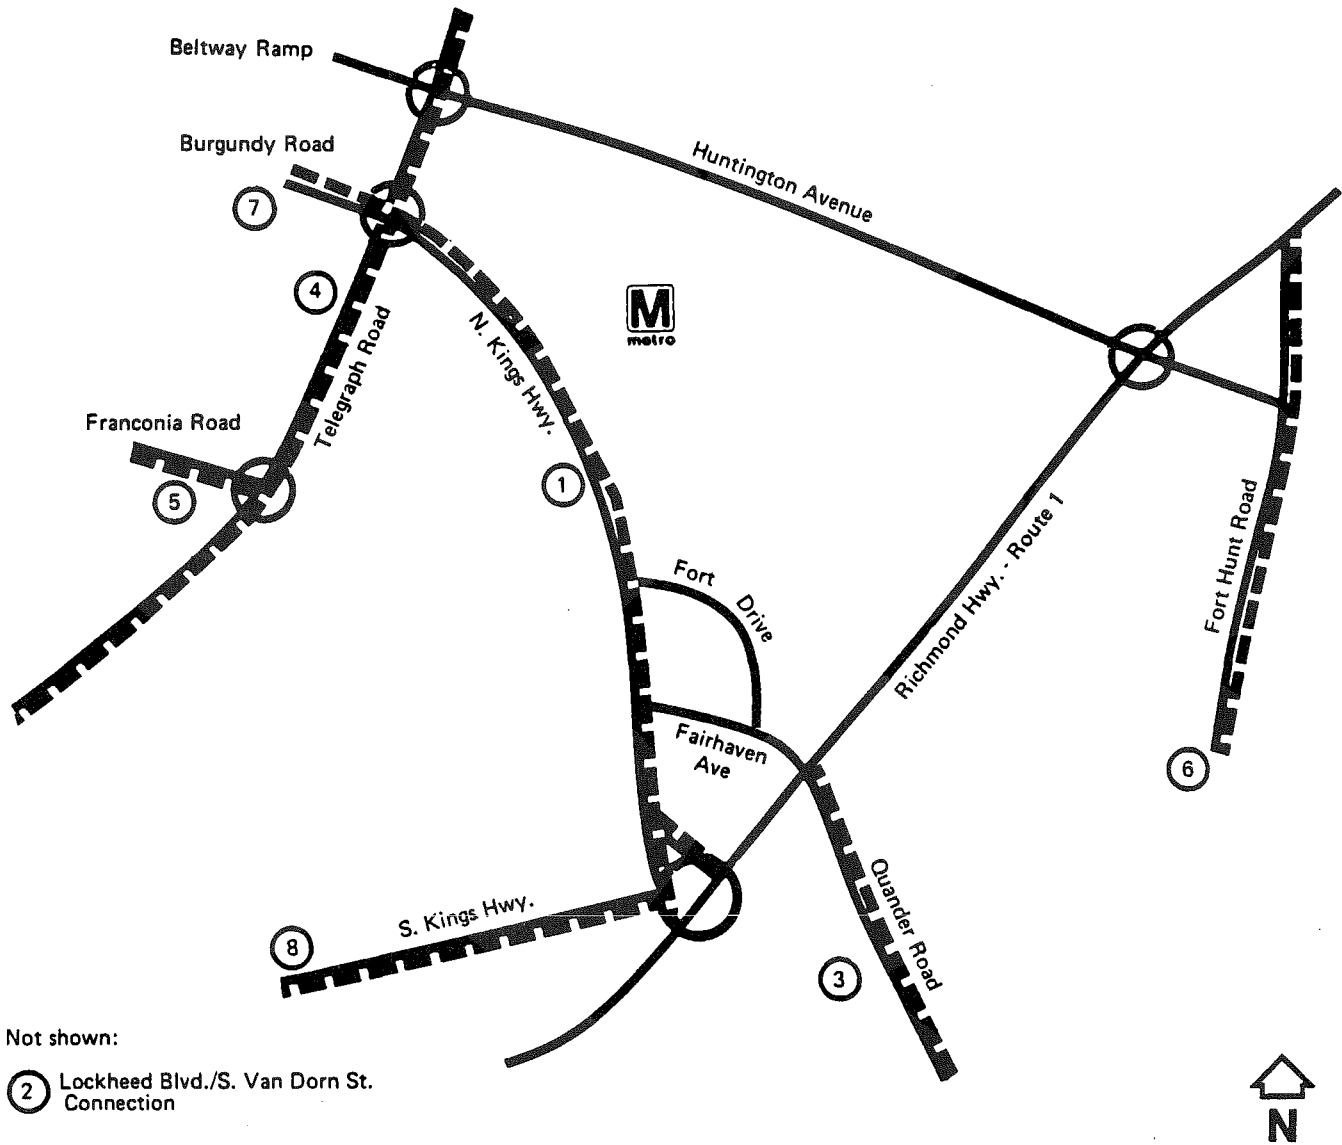 Beltway Ramp
Burgundy Road
7
Huntington Avenue
4
M
metro
N. Kings Hwy.
Telegraph Road
Franconia Road
5
1
Fort Drive
Richmond Hwy. - Route 1
Fort Hunt Road
Fairhaven
Ave
6
S. Kings Hwy.
8
Quander Road
3
Not shown:
2 Lockheed Blvd./S. Van Dorn St.
Connection
N